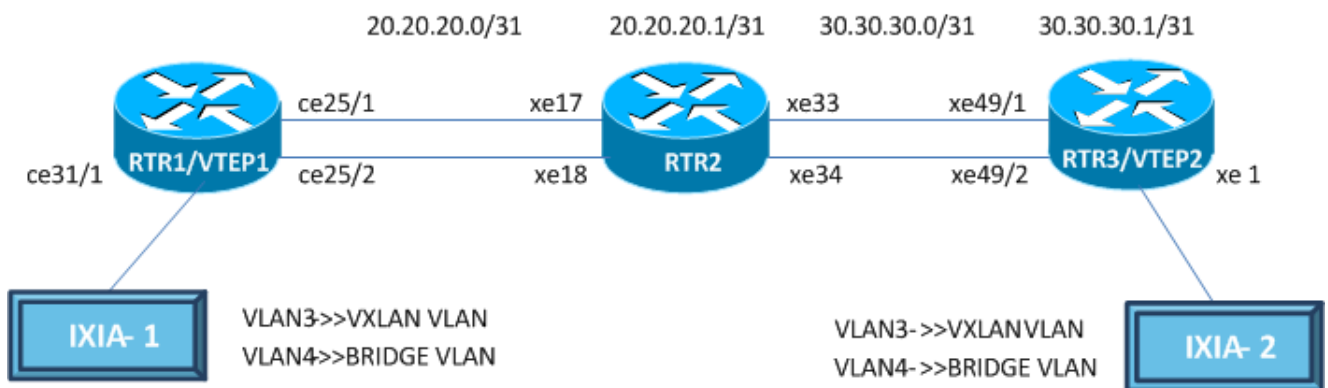 20.20.20.0/31 20.20.20.1/31 30.30.30.0/31 30.30.30.1/31
ce25/1 xe17 xe33 xe49/1
ce31/1 RTR1/VTEP1 ce25/2 xe18 RTR2 xe34 xe49/2 RTR3/VTEP2 xe 1
IXIA- 1
VLAN3->>VXLAN VLAN
VLAN4->>BRIDGE VLAN
VLAN3->>VXLANVLAN
VLAN4->>BRIDGE VLAN
IXIA- 2